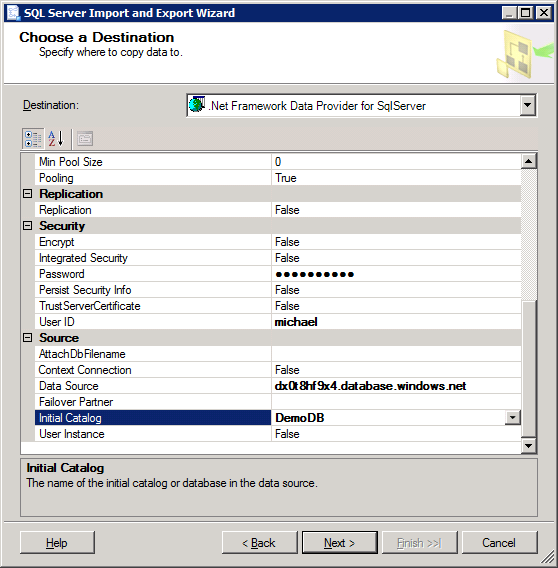 SQL Server Import and Export Wizard
Choose a Destination
Specify where to copy data to.
Destination: .Net Framework Data Provider for SqlServer
Min Pool Size 0
Pooling True
Replication
Replication False
Security
Encrypt False
Integrated Security False
Password ●●●●●●●●●●
Persist Security Info False
TrustServerCertificate False
User ID michael
Source
AttachDbFilename
Context Connection False
Data Source dx0t8hf9x4.database.windows.net
Failover Partner
Initial Catalog DemoDB
User Instance False
Initial Catalog
The name of the initial catalog or database in the data source.
Help < Back Next > Finish >>| Cancel